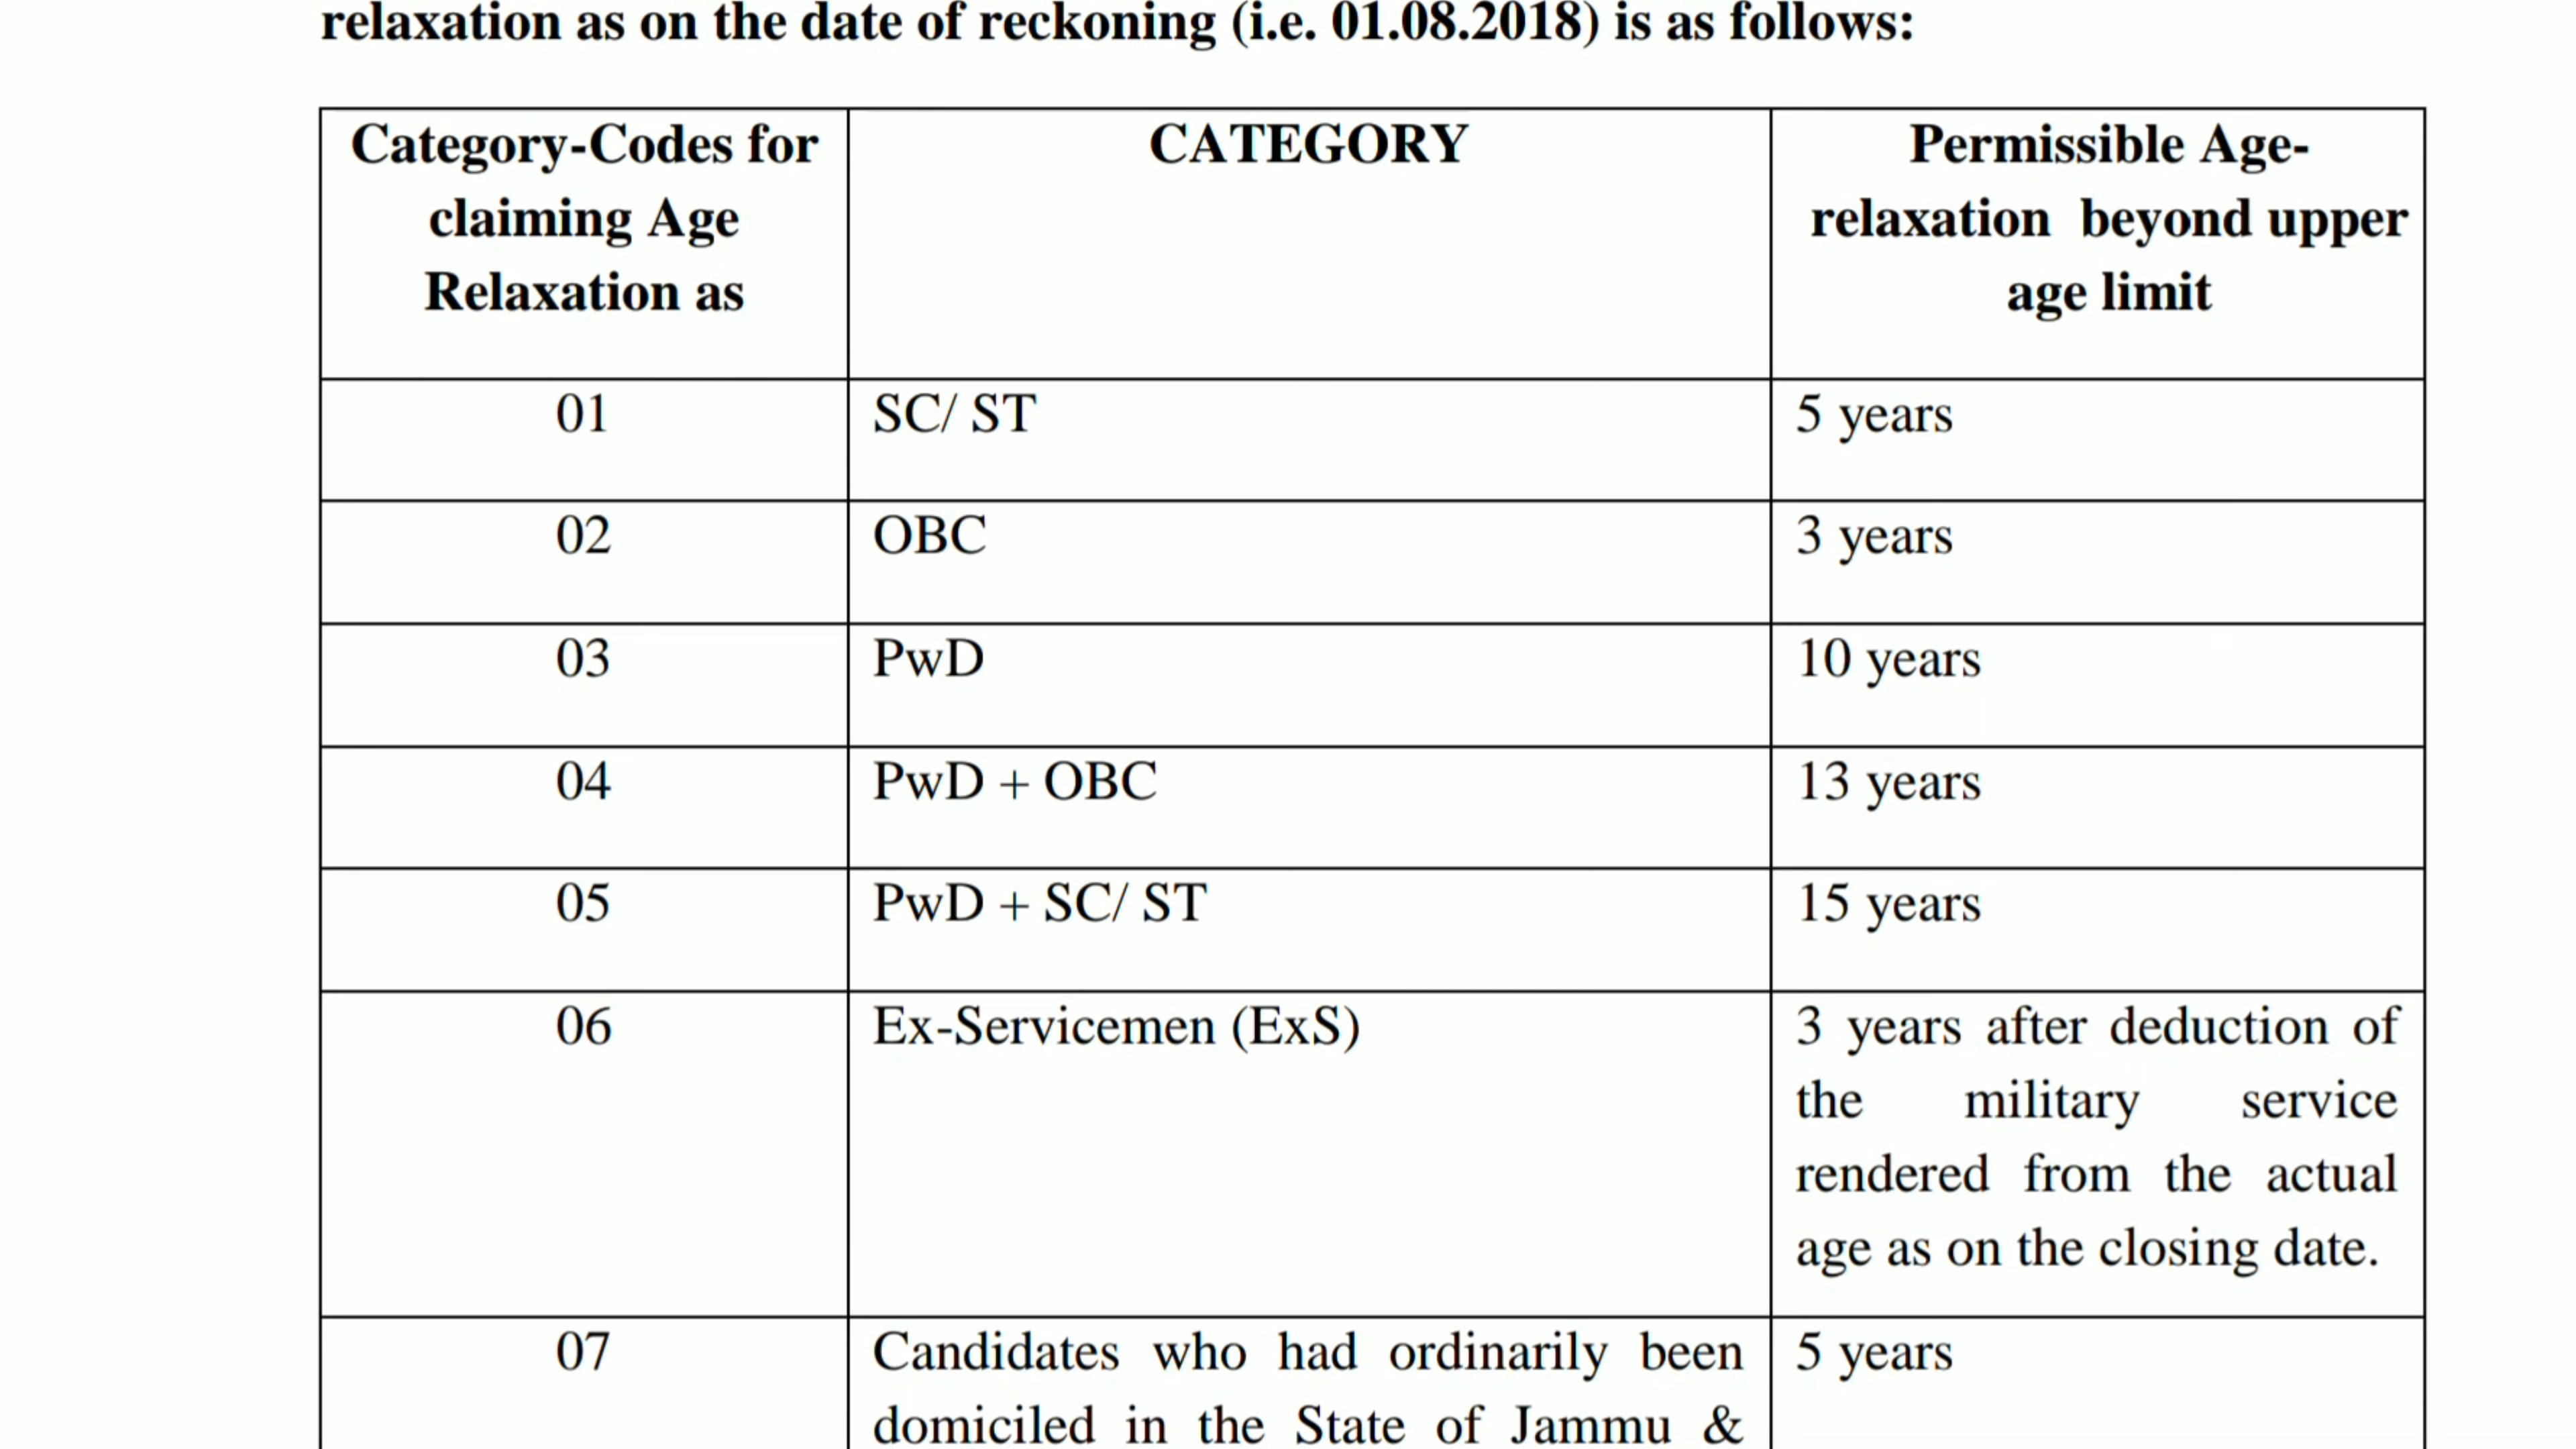 relaxation as on the date of reckoning (i.e. 01.08.2018) is as follows:
Category-Codes for
claiming Age
Relaxation as
CATEGORY
Permissible Age-
relaxation beyond upper
age limit
01
SC/ ST
5 years
02
OBC
3 years
03
PwD
10 years
04
PwD + OBC
13 years
05
PwD + SC/ ST
15 years
06
Ex-Servicemen (ExS)
3 years after deduction of
the military service
rendered from the actual
age as on the closing date.
07
Candidates who had ordinarily been
domiciled in the State of Jammu &
5 years